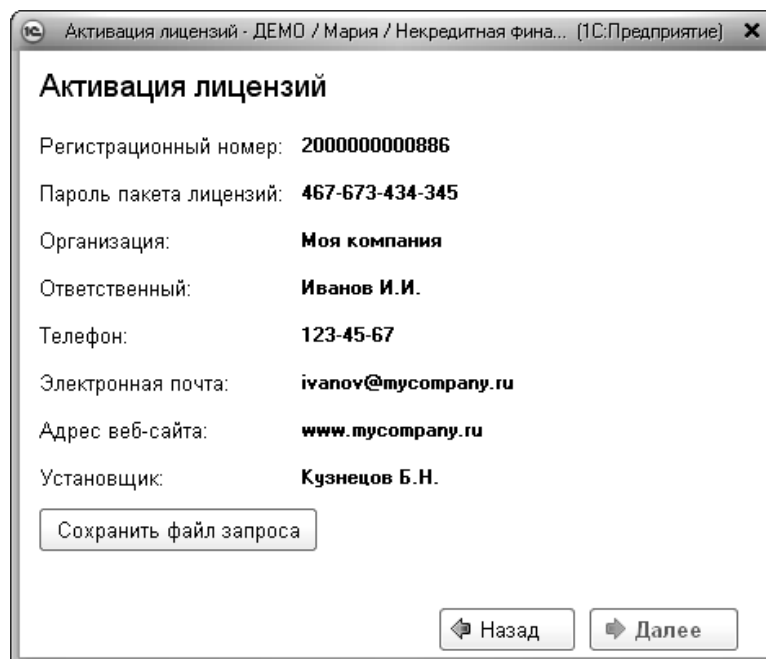 1С Активация лицензий - ДЕМО / Мария / Некредитная фина... (1С:Предприятие)
Активация лицензий
Регистрационный номер: 2000000000886
Пароль пакета лицензий: 467-673-434-345
Организация: Моя компания
Ответственный: Иванов И.И.
Телефон: 123-45-67
Электронная почта: ivanov@mycompany.ru
Адрес веб-сайта: www.mycompany.ru
Установщик: Кузнецов Б.Н.
Сохранить файл запроса
Назад Далее